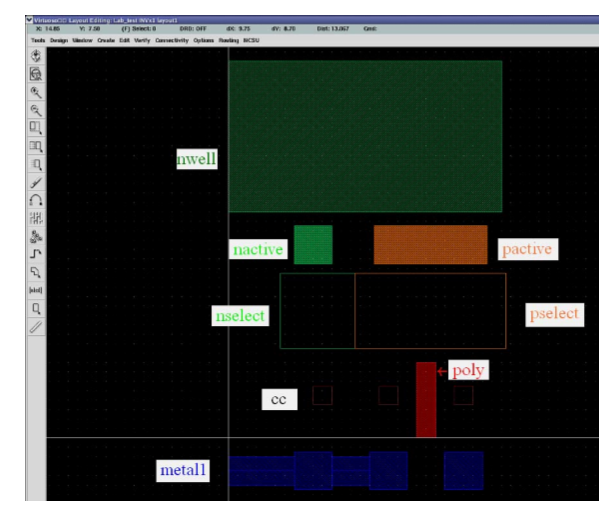 Virtuoso® Layout Editing: Lab_test INVx1 layout1
X: 14.85 Y: 7.50 (F) Select: 0 DRD: OFF dX: 9.75 dY: 8.70 Dist: 13.067 Cmd:
Tools Design Window Create Edit Verify Connectivity Options Routing NCSU
nwell
nactive
pactive
nselect
pselect
poly
cc
metal1
[abcd]